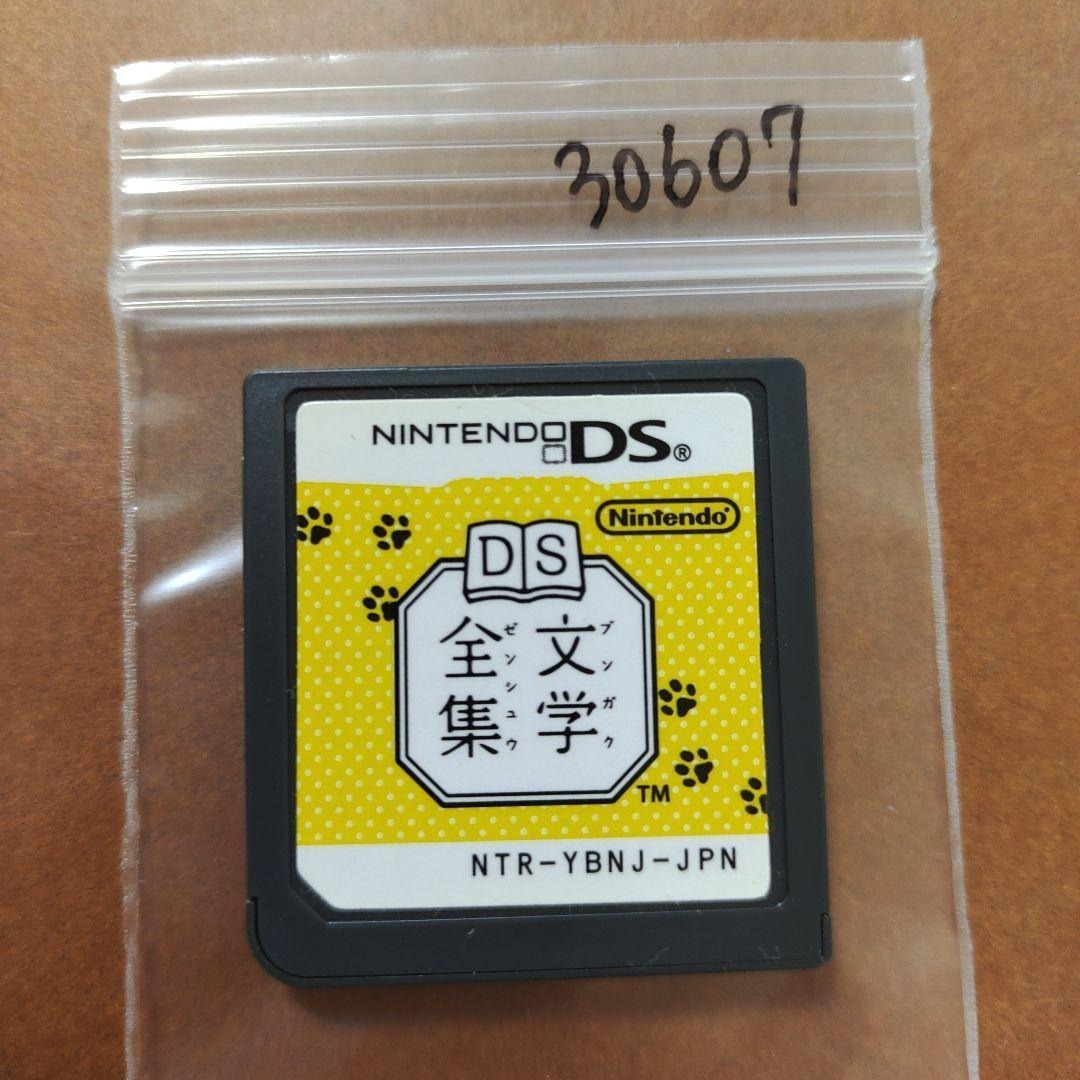 30607
NINTENDO DS®
Nintendo®
DS
文学
ブンガク
全集
ゼンシュウ
TM
NTR-YBNJ-JPN